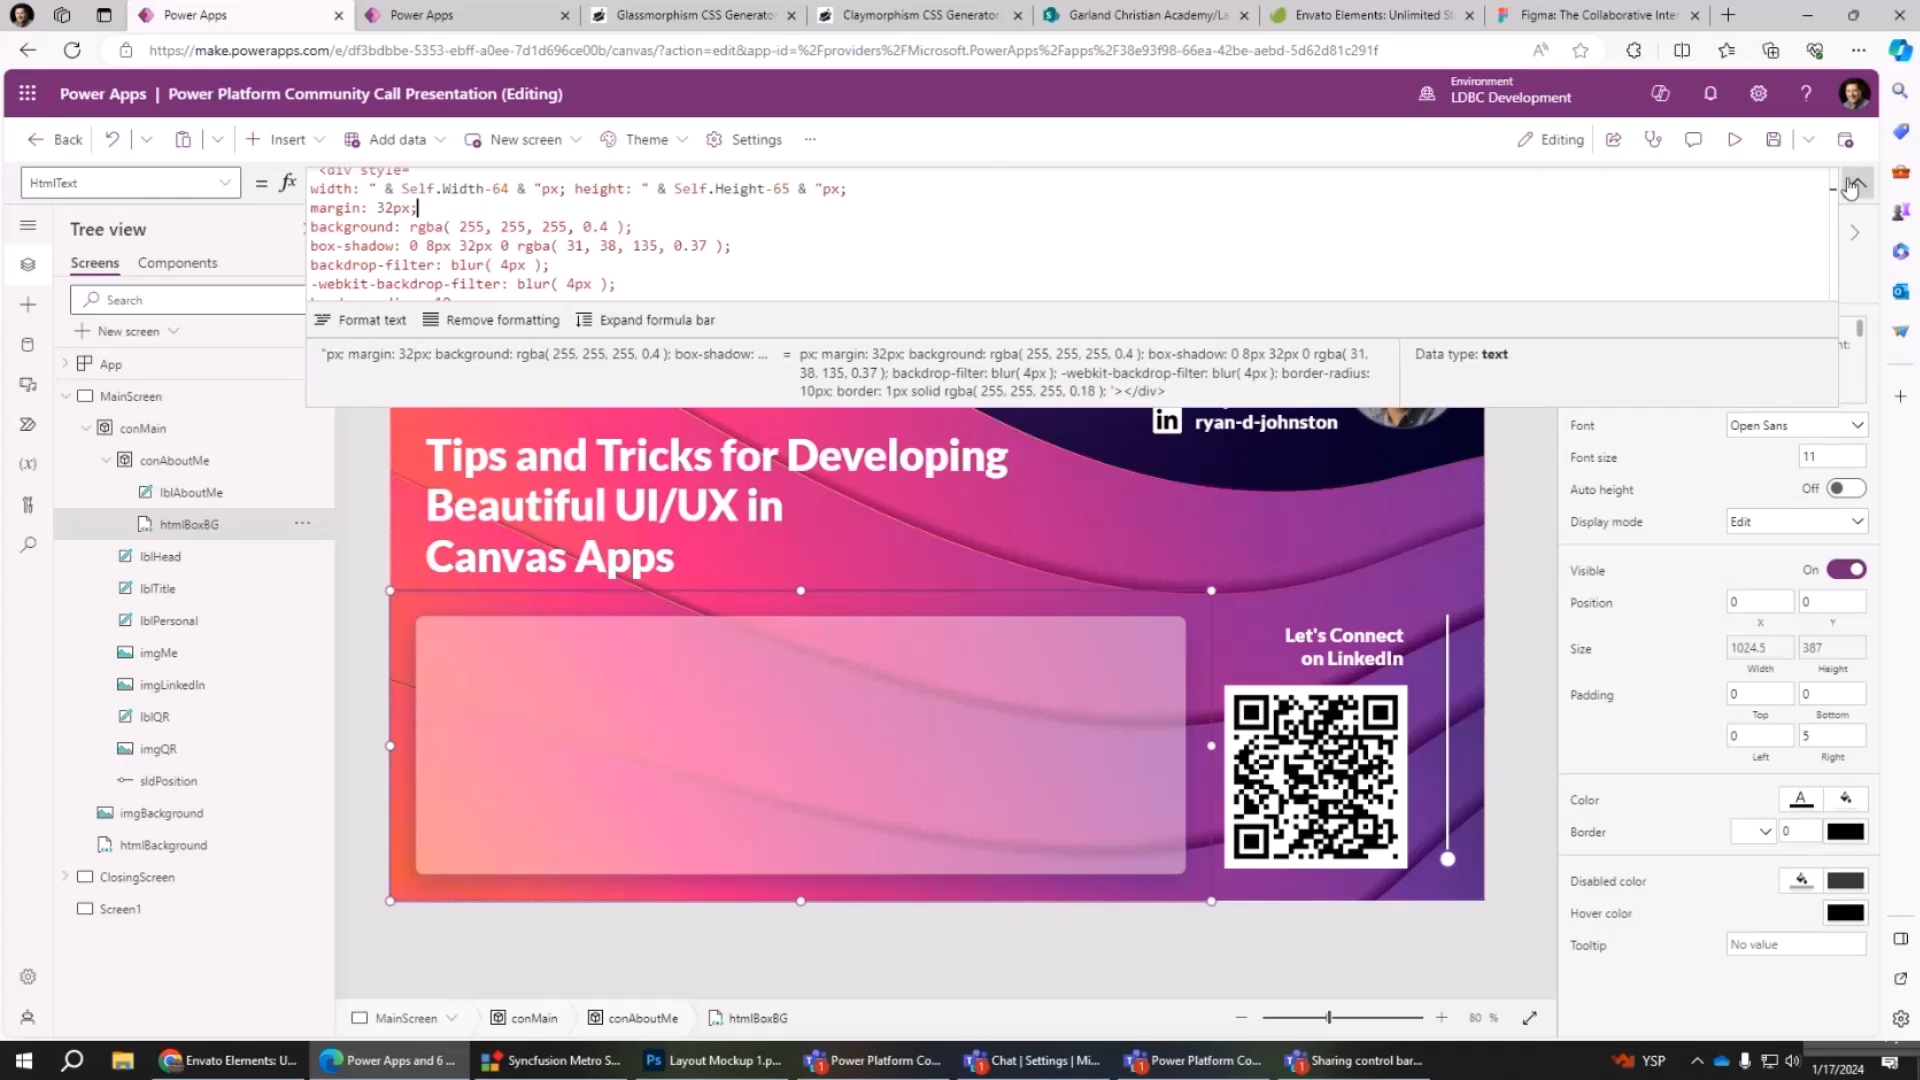 Power Apps
Power Apps
Glassmorphism CSS Generator
Claymorphism CSS Generator
Garland Christian Academy/La
Envato Elements: Unlimited St
Figma: The Collaborative Inter
https://make.powerapps.com/e/df3bdbbe-5353-ebff-a0ee-7d1d696ce00b/canvas/?action=edit&app-id=%2Fproviders%2FMicrosoft.PowerApps%2Fapps%2F38e93f98-66ea-42be-aebd-5d62d81c291f
Power Apps | Power Platform Community Call Presentation (Editing)
Environment
LDBC Development
Back
Insert
Add data
New screen
Theme
Settings
Editing
HtmlText
= fx
"<div style='
width: " & Self.Width-64 & "px; height: " & Self.Height-65 & "px;
margin: 32px;
background: rgba( 255, 255, 255, 0.4 );
box-shadow: 0 8px 32px 0 rgba( 31, 38, 135, 0.37 );
backdrop-filter: blur( 4px );
-webkit-backdrop-filter: blur( 4px );
Format text
Remove formatting
Expand formula bar
"px; margin: 32px; background: rgba( 255, 255, 255, 0.4 ); box-shadow: ...
=
px; margin: 32px; background: rgba( 255, 255, 255, 0.4 ); box-shadow: 0 8px 32px 0 rgba( 31,
38, 135, 0.37 ); backdrop-filter: blur( 4px ); -webkit-backdrop-filter: blur( 4px ); border-radius:
10px; border: 1px solid rgba( 255, 255, 255, 0.18 ); '></div>
Data type: text
Tree view
Screens
Components
Search
New screen
App
MainScreen
conMain
conAboutMe
lblAboutMe
htmlBoxBG
lblHead
lblTitle
lblPersonal
imgMe
imgLinkedIn
lblQR
imgQR
sldPosition
imgBackground
htmlBackground
ClosingScreen
Screen1
in
ryan-d-johnston
Tips and Tricks for Developing
Beautiful UI/UX in
Canvas Apps
Let's Connect
on LinkedIn
Font
Open Sans
Font size
11
Auto height
Off
Display mode
Edit
Visible
On
Position
0
0
X
Y
Size
1024.5
387
Width
Height
Padding
0
0
Top
Bottom
0
5
Left
Right
Color
Border
0
Disabled color
Hover color
Tooltip
No value
MainScreen
conMain
conAboutMe
htmlBoxBG
80 %
Envato Elements: U...
Power Apps and 6 ...
Syncfusion Metro S...
Layout Mockup 1.p...
Power Platform Co...
Chat | Settings | Mi...
Power Platform Co...
Sharing control bar...
YSP
1/17/2024